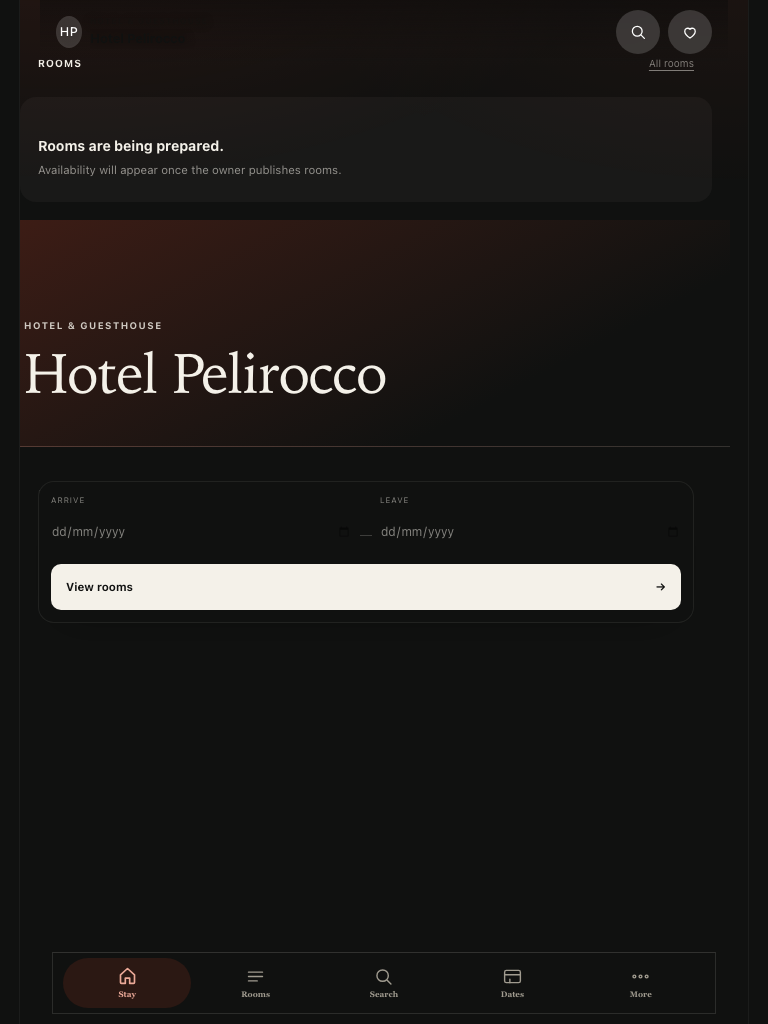 HP
ROOMS
All rooms
Rooms are being prepared.
Availability will appear once the owner publishes rooms.
HOTEL & GUESTHOUSE
Hotel Pelirocco
ARRIVE
LEAVE
dd/mm/yyyy
— dd/mm/yyyy
View rooms →
Stay
Rooms
Search
Dates
More